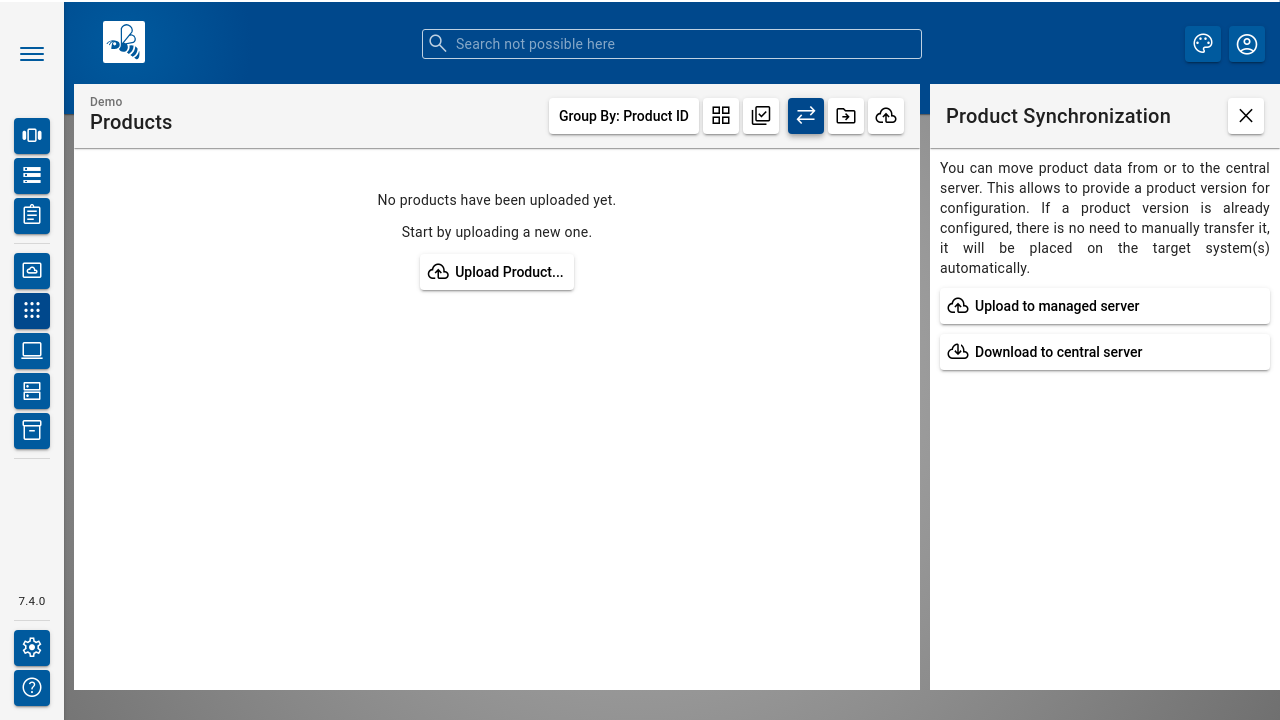 Search not possible here
Demo
Products
Group By: Product ID
No products have been uploaded yet.
Start by uploading a new one.
Upload Product...
Product Synchronization
You can move product data from or to the central
server. This allows to provide a product version for
configuration. If a product version is already
configured, there is no need to manually transfer it,
it will be placed on the target system(s)
automatically.
Upload to managed server
Download to central server
7.4.0